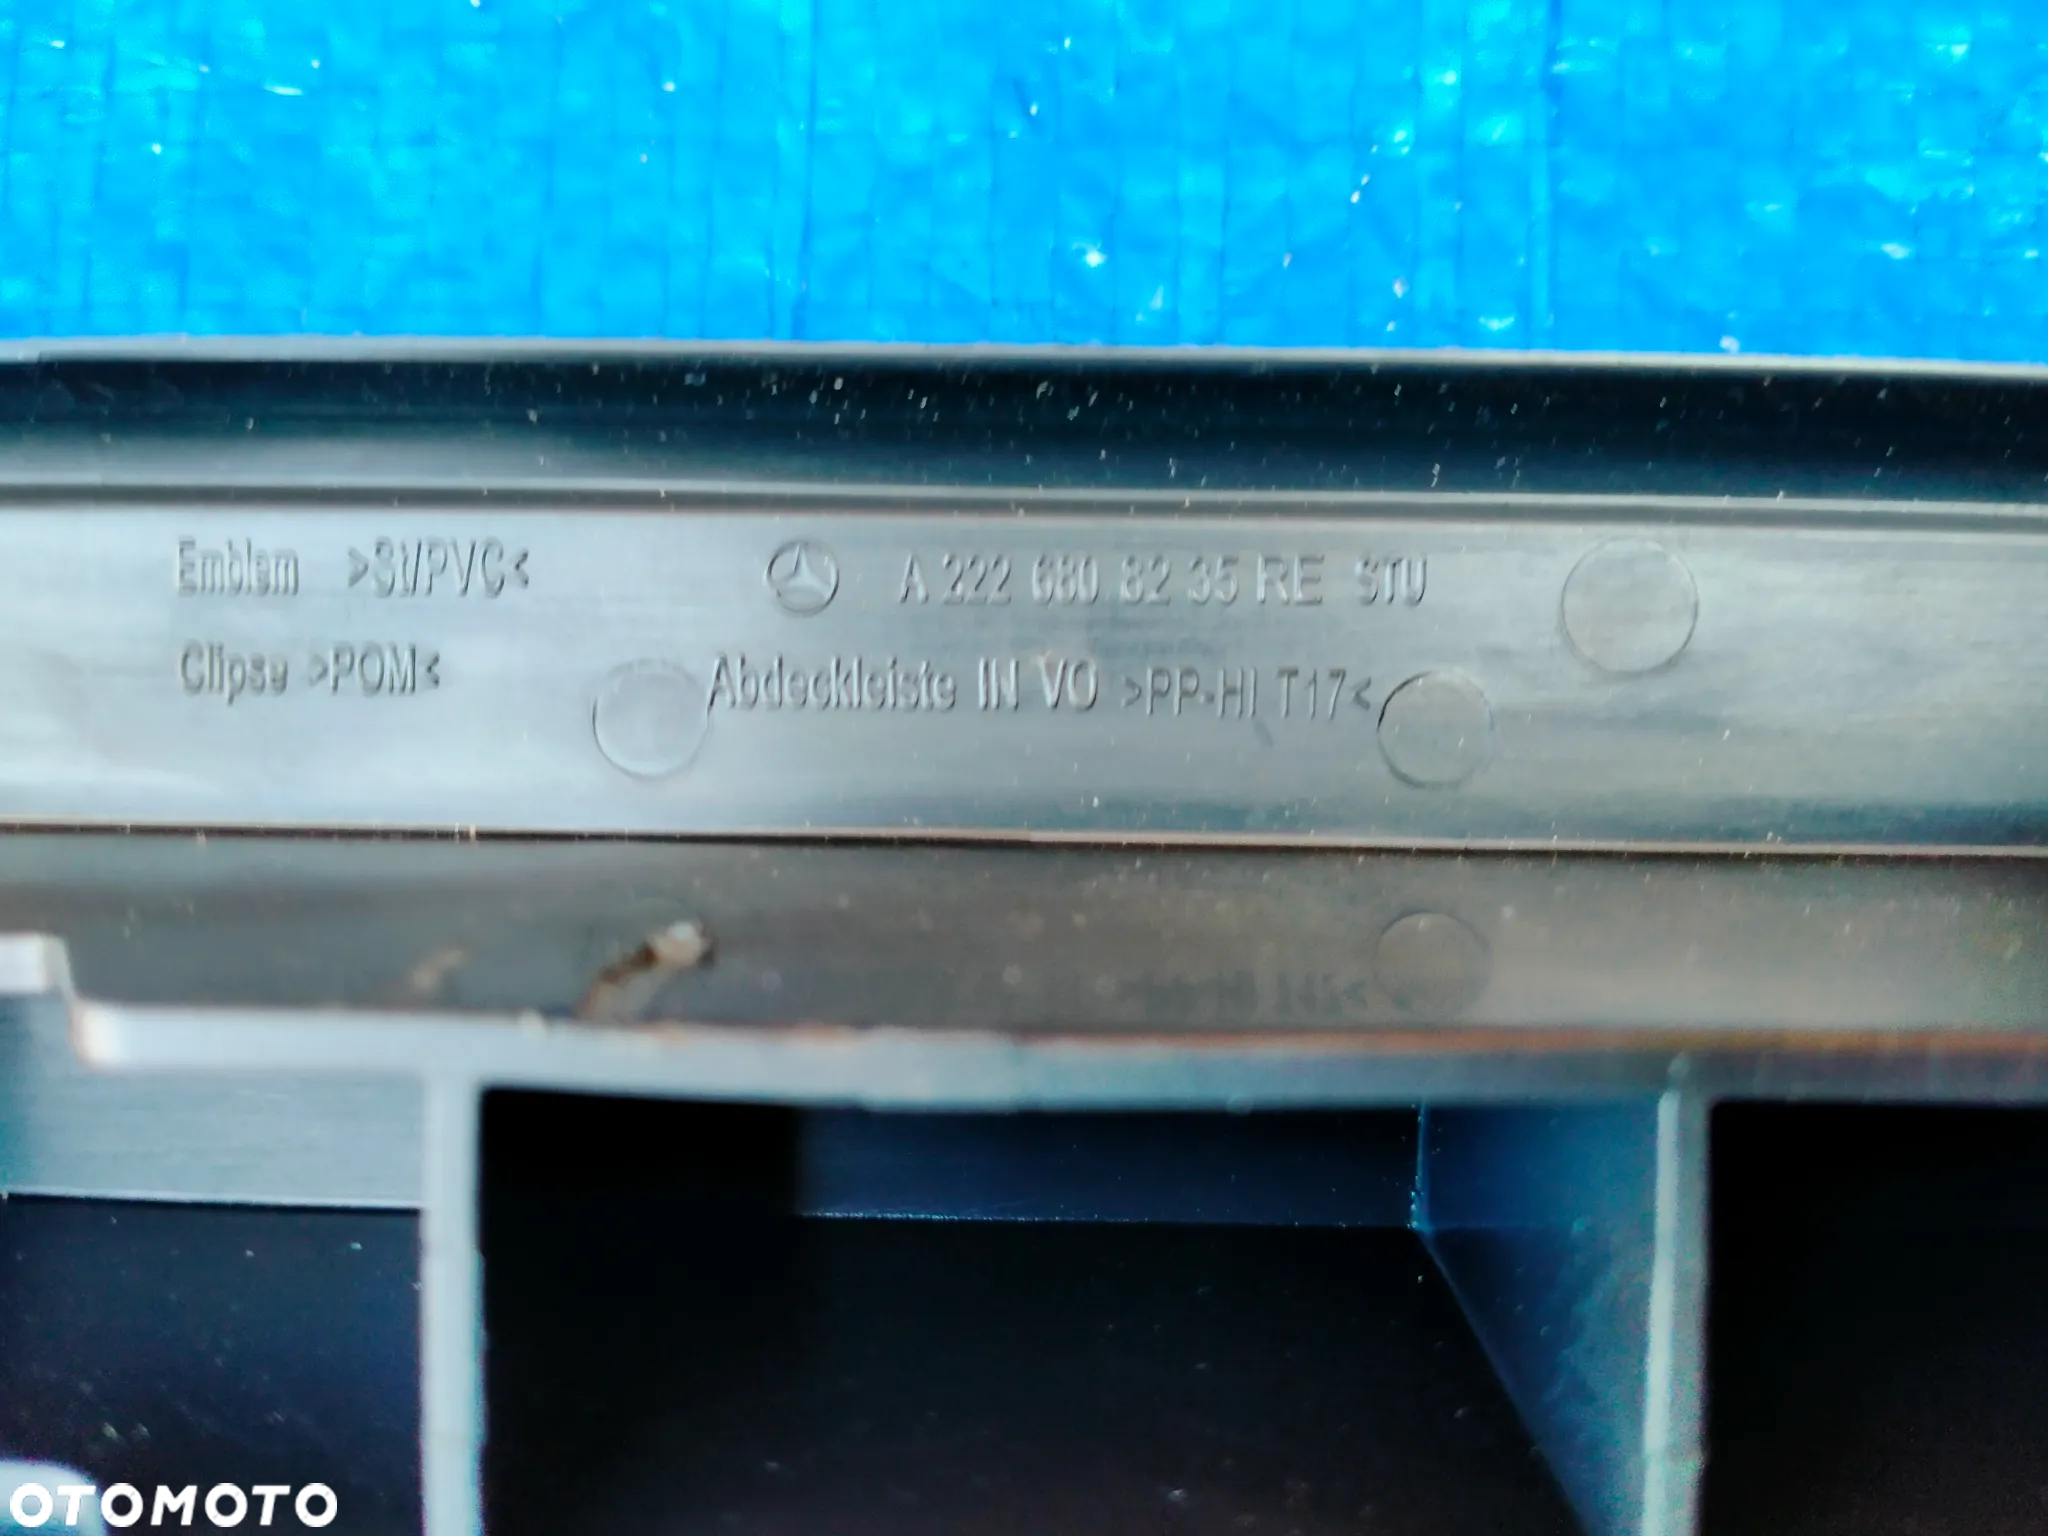 Emblem >St/PVC< A 222 680 82 35 RE STU
Clipse >POM< Abdeckleiste IN VO >PP-HI T17<
OTOMOTO